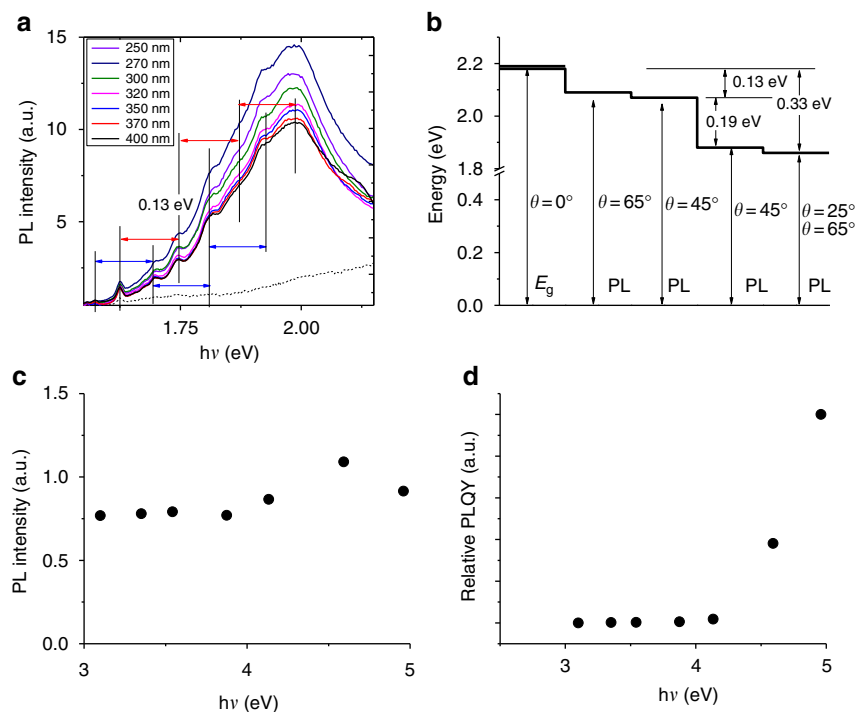 a
15
10
5
PL intensity (a.u.)
250 nm
270 nm
300 nm
320 nm
350 nm
370 nm
400 nm
0.13 eV
1.75
2.00
hν (eV)
b
2.2
2.0
1.8
0.4
0.2
0.0
Energy (eV)
0.13 eV
0.33 eV
0.19 eV
θ = 0°
θ = 65°
θ = 45°
θ = 45°
θ = 25°
θ = 65°
Eg
PL
PL
PL
PL
c
1.5
1.0
0.5
0.0
PL intensity (a.u.)
3
4
5
hν (eV)
d
Relative PLQY (a.u.)
3
4
5
hν (eV)